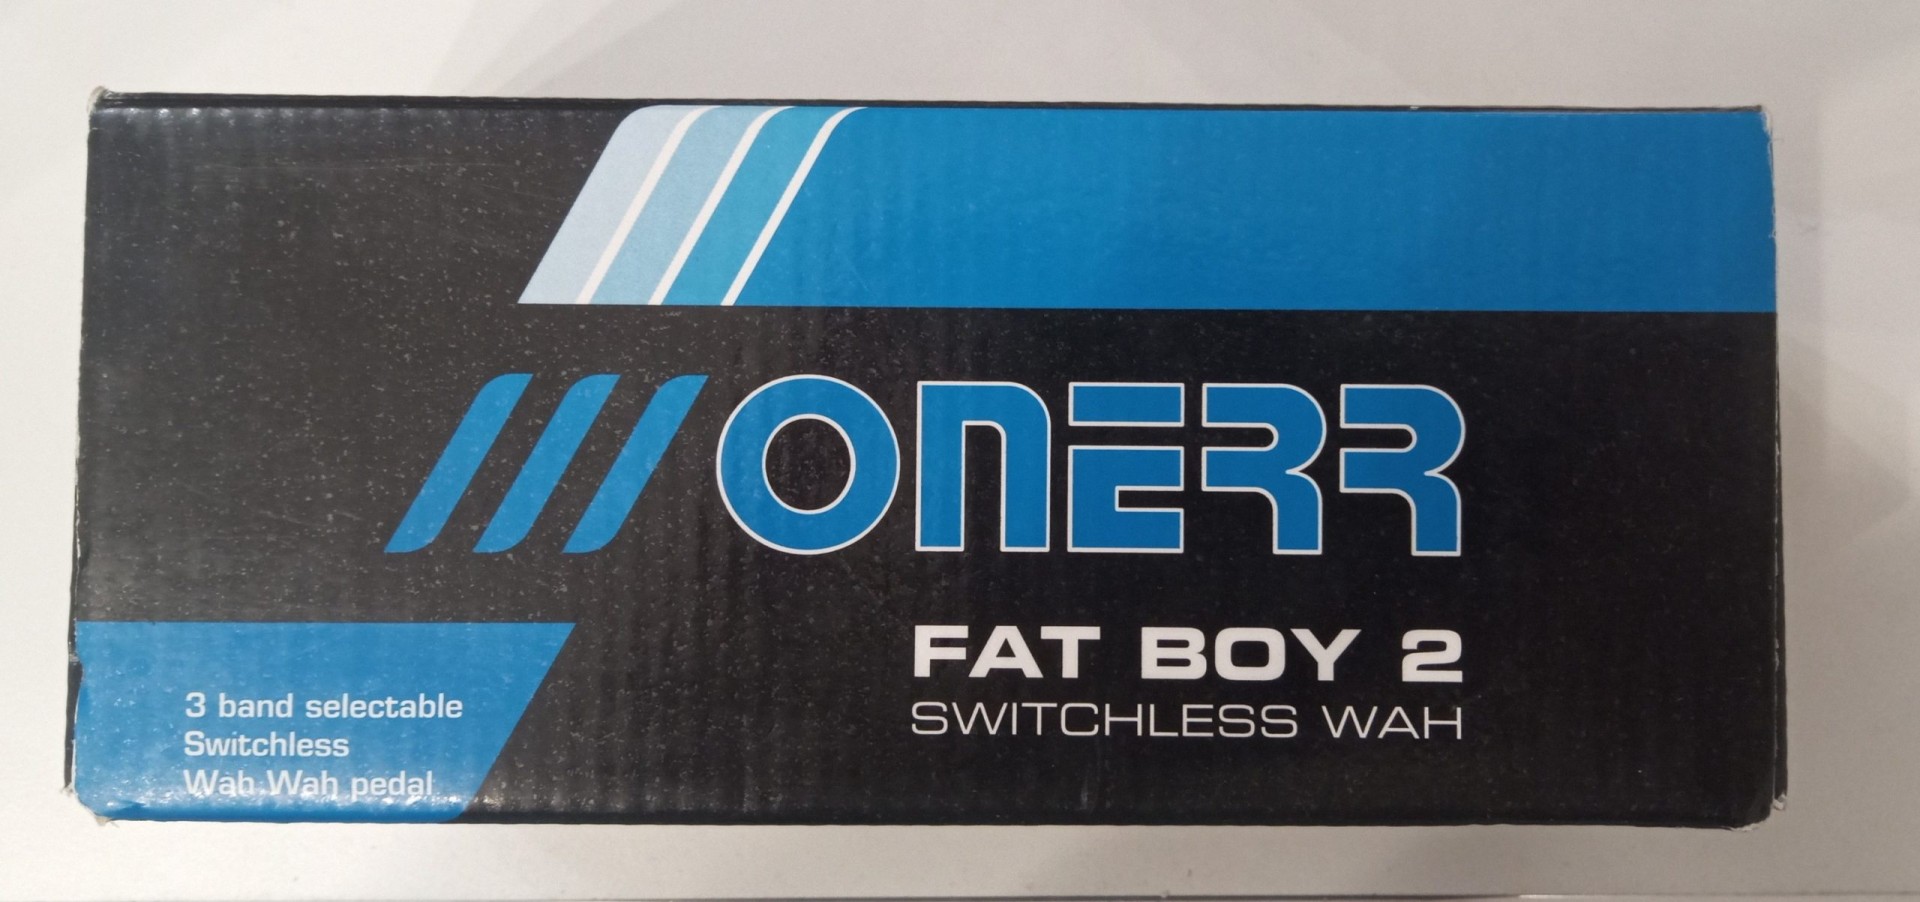 ONERR
FAT BOY 2
SWITCHLESS WAH
3 band selectable
Switchless
Wah Wah pedal